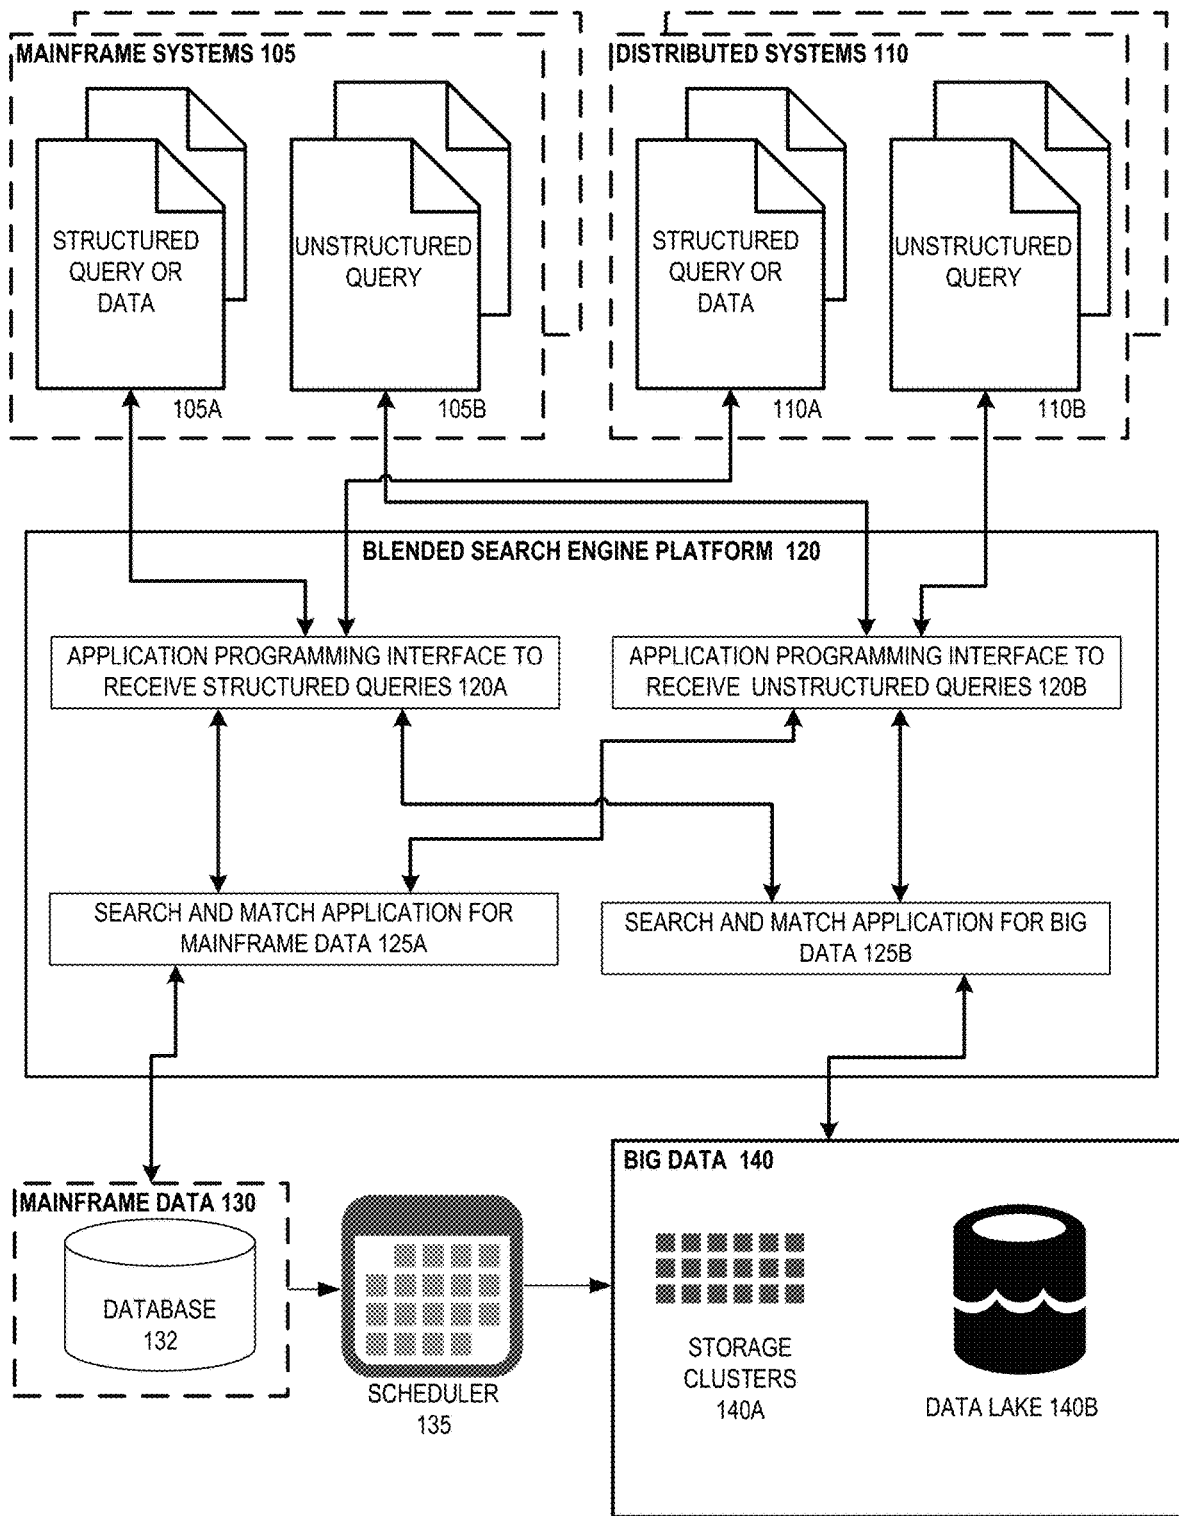 MAINFRAME SYSTEMS 105
DISTRIBUTED SYSTEMS 110
STRUCTURED
QUERY OR
DATA
UNSTRUCTURED
QUERY
STRUCTURED
QUERY OR
DATA
UNSTRUCTURED
QUERY
105A
105B
110A
110B
BLENDED SEARCH ENGINE PLATFORM 120
APPLICATION PROGRAMMING INTERFACE TO
RECEIVE STRUCTURED QUERIES 120A
APPLICATION PROGRAMMING INTERFACE TO
RECEIVE UNSTRUCTURED QUERIES 120B
SEARCH AND MATCH APPLICATION FOR
MAINFRAME DATA 125A
SEARCH AND MATCH APPLICATION FOR BIG
DATA 125B
MAINFRAME DATA 130
DATABASE
132
SCHEDULER
135
BIG DATA 140
STORAGE
CLUSTERS
140A
DATA LAKE 140B